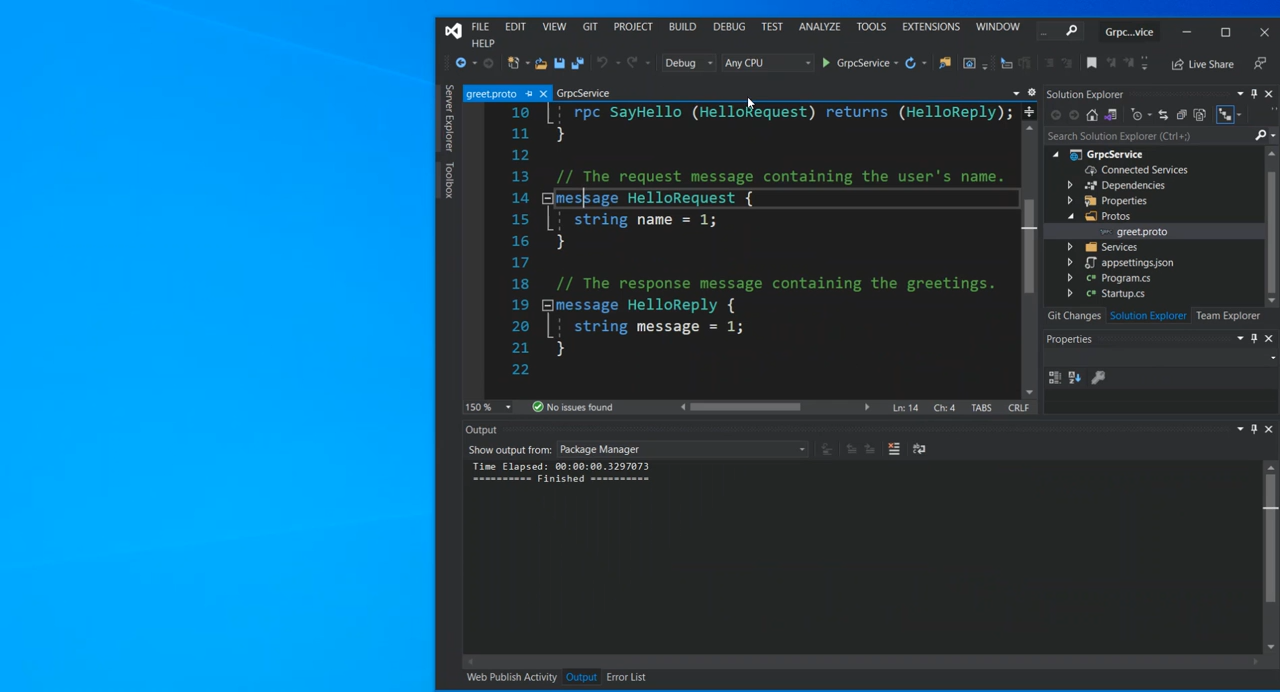 FILE EDIT VIEW GIT PROJECT BUILD DEBUG TEST ANALYZE TOOLS EXTENSIONS WINDOW ... Grpc...vice
HELP
Debug Any CPU GrpcService Live Share
Server Explorer
Toolbox
greet.proto GrpcService
10 rpc SayHello (HelloRequest) returns (HelloReply);
11 }
12
13 // The request message containing the user's name.
14 message HelloRequest {
15 string name = 1;
16 }
17
18 // The response message containing the greetings.
19 message HelloReply {
20 string message = 1;
21 }
22
150 % No issues found Ln: 14 Ch: 4 TABS CRLF
Solution Explorer
Search Solution Explorer (Ctrl+;)
GrpcService
Connected Services
Dependencies
Properties
Protos
greet.proto
Services
appsettings.json
Program.cs
Startup.cs
Git Changes Solution Explorer Team Explorer
Properties
Output
Show output from: Package Manager
Time Elapsed: 00:00:00.3297073
========== Finished ==========
Web Publish Activity Output Error List